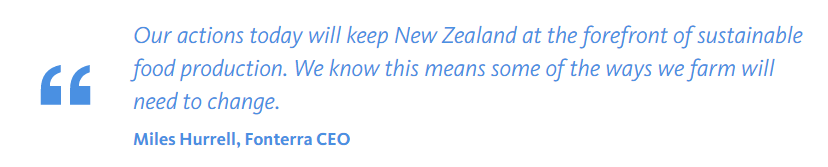 Our actions today will keep New Zealand at the forefront of sustainable
food production. We know this means some of the ways we farm will
need to change.
Miles Hurrell, Fonterra CEO